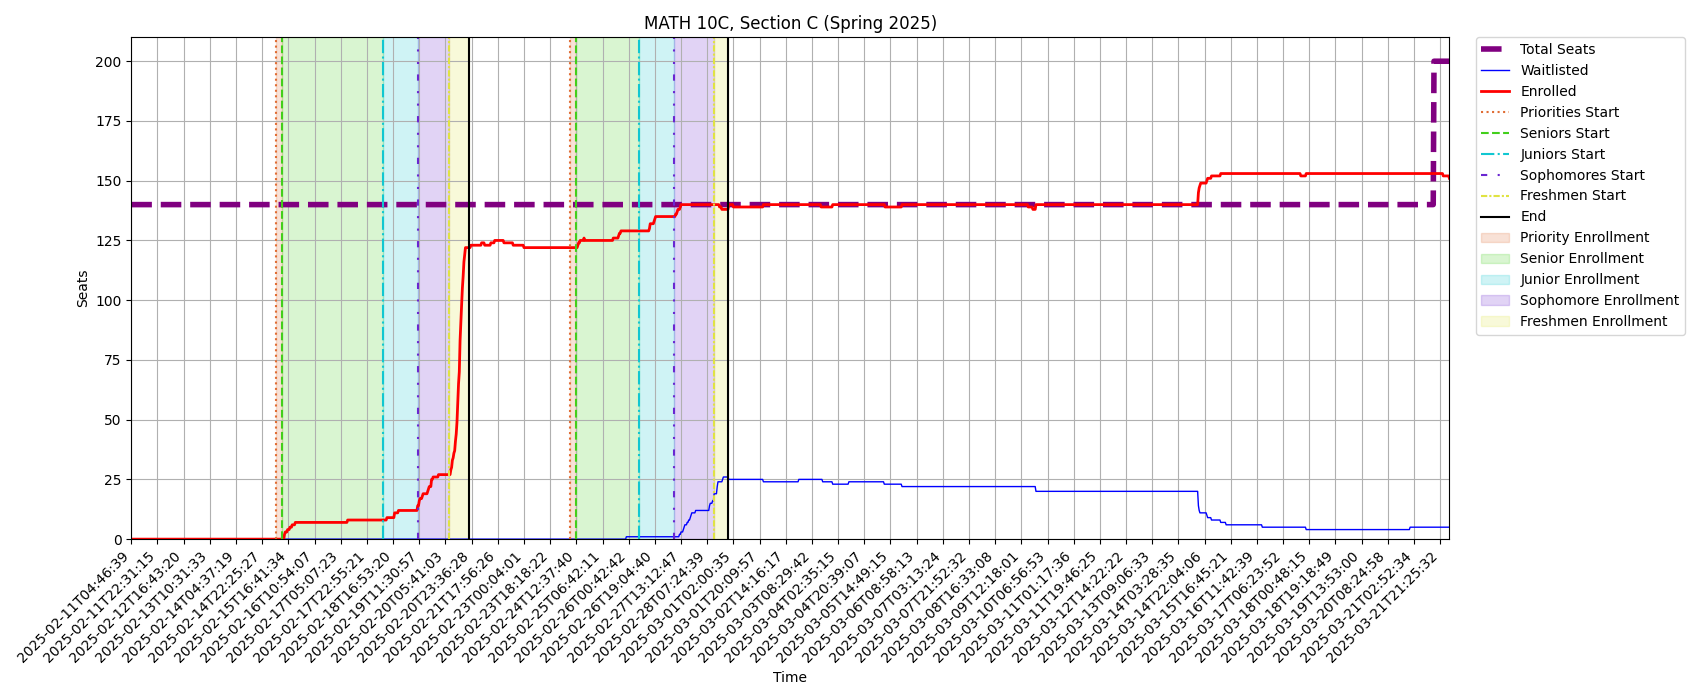 MATH 10C, Section C (Spring 2025)
Seats
200
175
150
125
100
75
50
25
0
2025-02-11T04:46:39
2025-02-11T22:31:15
2025-02-12T16:43:20
2025-02-13T10:31:33
2025-02-14T04:37:19
2025-02-14T22:25:27
2025-02-15T16:41:34
2025-02-16T10:54:07
2025-02-17T05:07:23
2025-02-17T22:55:21
2025-02-18T16:53:20
2025-02-19T11:30:57
2025-02-20T05:41:03
2025-02-20T23:36:28
2025-02-21T17:56:26
2025-02-23T00:04:01
2025-02-23T18:18:22
2025-02-24T12:37:40
2025-02-25T06:42:11
2025-02-26T00:42:42
2025-02-26T19:04:40
2025-02-27T13:12:47
2025-02-28T07:24:39
2025-03-01T02:00:35
2025-03-01T20:09:57
2025-03-02T14:16:17
2025-03-03T08:29:42
2025-03-04T02:35:15
2025-03-04T20:39:07
2025-03-05T14:49:15
2025-03-06T08:58:13
2025-03-07T03:13:24
2025-03-07T21:52:32
2025-03-08T16:33:08
2025-03-09T12:18:01
2025-03-10T06:56:53
2025-03-11T01:17:36
2025-03-11T19:46:25
2025-03-12T14:22:22
2025-03-13T09:06:33
2025-03-14T03:28:35
2025-03-14T22:04:06
2025-03-15T16:45:21
2025-03-16T11:42:39
2025-03-17T06:23:52
2025-03-18T00:48:15
2025-03-18T19:18:49
2025-03-19T13:53:00
2025-03-20T08:24:58
2025-03-21T02:52:34
2025-03-21T21:25:32
Time
Total Seats
Waitlisted
Enrolled
Priorities Start
Seniors Start
Juniors Start
Sophomores Start
Freshmen Start
End
Priority Enrollment
Senior Enrollment
Junior Enrollment
Sophomore Enrollment
Freshmen Enrollment